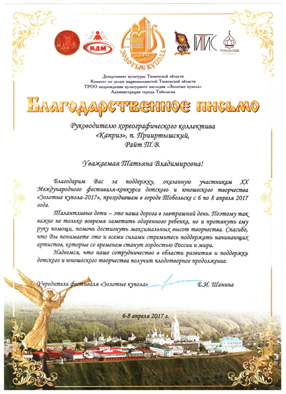 КДМ
ЗОЛОТЫЕ КУПОЛА
Департамент культуры Тюменской области
Комитет по делам национальностей Тюменской области
ТРОО возрождения культурного наследия «Золотые купола»
Администрация города Тобольска
БЛАГОДАРСТВЕННОЕ ПИСЬМО
Руководителю хореографического коллектива
«Каприз», п. Прииртышский,
Райт Т.В.
Уважаемая Татьяна Владимировна!
Благодарим Вас за поддержку, оказанную участникам XX
Международного фестиваля-конкурса детского и юношеского творчества
«Золотые купола-2017», проходившем в городе Тобольске с 6 по 8 апреля 2017
года.
Талантливые дети – это наша дорога в завтрашний день. Поэтому так
важно не только вовремя заметить одаренного ребенка, но и протянуть ему
руку помощи, помочь достигнуть максимальных высот творчества. Спасибо,
что Вы понимаете это и всеми силами стремитесь поддержать начинающих
артистов, которые со временем станут гордостью России и мира.
Надеемся, что наше сотрудничество в области развития и поддержки
детского и юношеского творчества получит плодотворное продолжение.
Учредитель фестиваля «Золотые купола»
Е.Н. Шанина
6-8 апреля 2017 г.